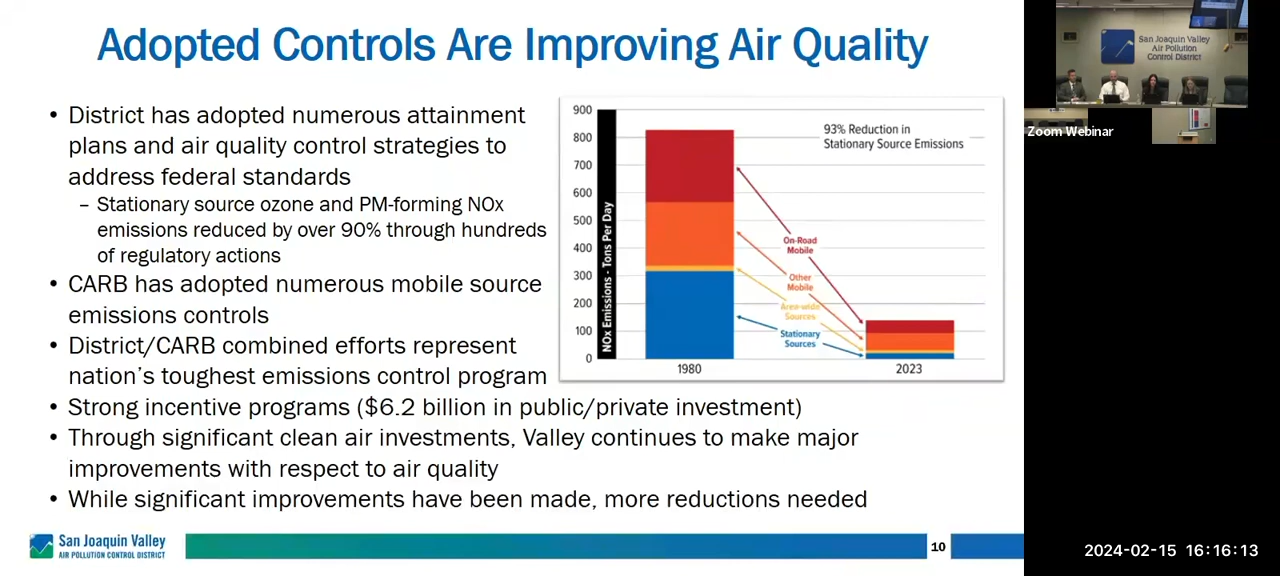 Adopted Controls Are Improving Air Quality
• District has adopted numerous attainment
plans and air quality control strategies to
address federal standards
– Stationary source ozone and PM-forming NOx
emissions reduced by over 90% through hundreds
of regulatory actions
• CARB has adopted numerous mobile source
emissions controls
• District/CARB combined efforts represent
nation's toughest emissions control program
• Strong incentive programs ($6.2 billion in public/private investment)
• Through significant clean air investments, Valley continues to make major
improvements with respect to air quality
• While significant improvements have been made, more reductions needed
NOx Emissions - Tons Per Day
900
800
700
600
500
400
300
200
100
0
93% Reduction in
Stationary Source Emissions
On-Road
Mobile
Other
Mobile
Area-wide
Sources
Stationary
Sources
1980
2023
San Joaquin Valley
AIR POLLUTION CONTROL DISTRICT
10
San Joaquin Valley
Air Pollution
Control District
Zoom Webinar
2024-02-15 16:16:13